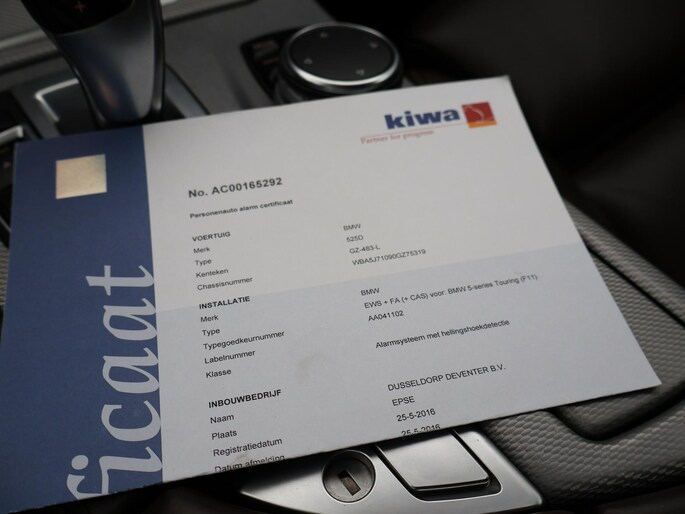 kiwa
Partner for progress
No. AC00165292
Personenauto alarm certificaat
VOERTUIG
Merk BMW
Type 525D
Kenteken GZ-483-L
Chassisnummer WBA5J71090GZ75319
INSTALLATIE
Merk BMW
Type EWS + FA (+ CAS) voor: BMW 5-series Touring (F11)
Typegoedkeurnummer AA041102
Labelnummer
Klasse Alarmsysteem met hellingshoekdetectie
INBOUWBEDRIJF
Naam DUSSELDORP DEVENTER B.V.
Plaats EPSE
Registratiedatum 25-5-2016
Datum afmelding 25-5-2016
ficaat